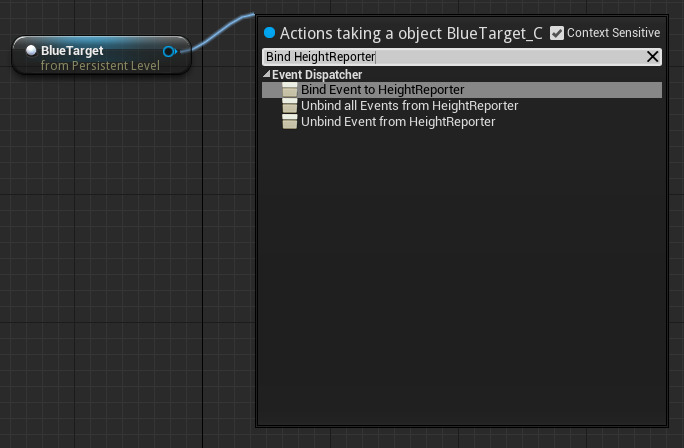 BlueTarget
from Persistent Level
Actions taking a object BlueTarget_C
Context Sensitive
Bind HeightReporter
Event Dispatcher
Bind Event to HeightReporter
Unbind all Events from HeightReporter
Unbind Event from HeightReporter